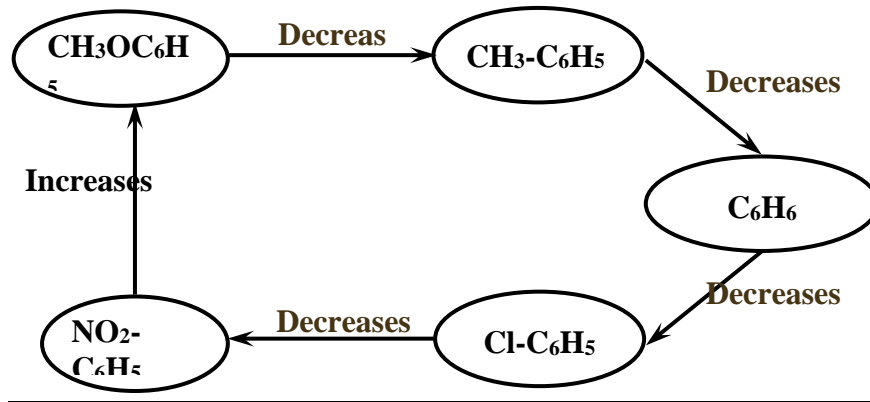 CH₃OC₆H
5
Decreas
CH₃-C₆H₅
Decreases
C₆H₆
Decreases
Cl-C₆H₅
Decreases
NO₂-
C₆H₅
Increases